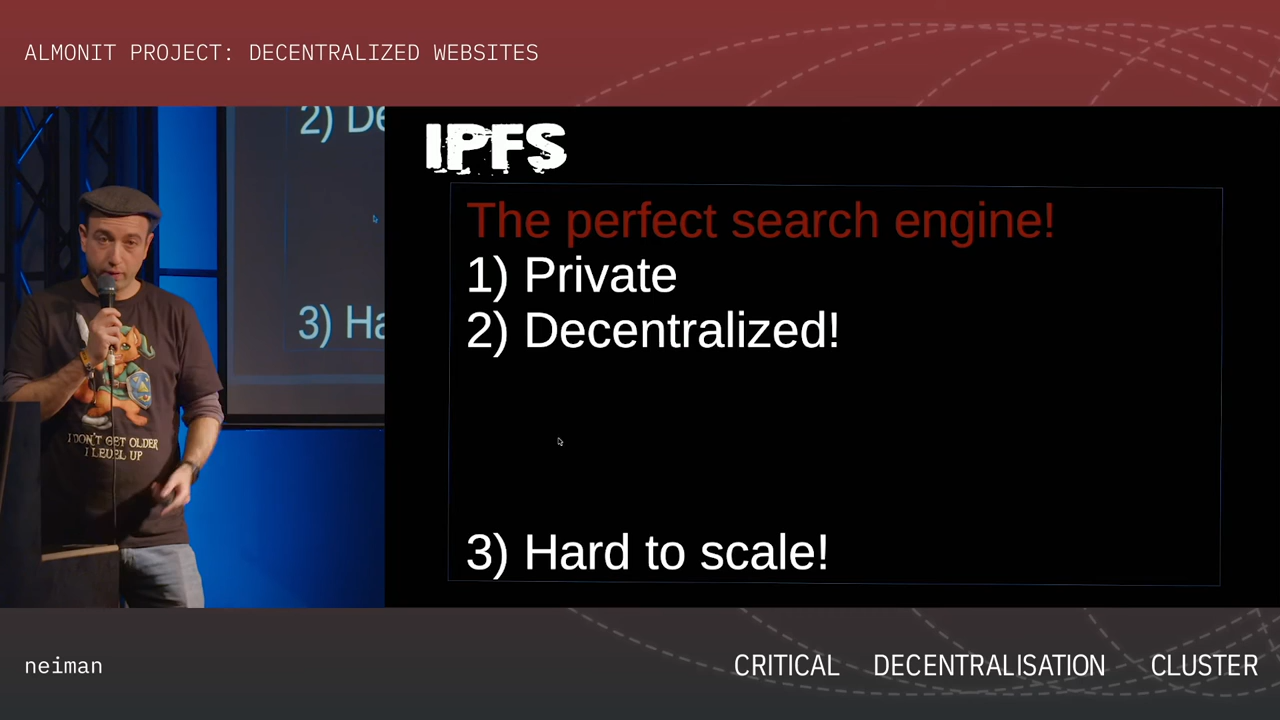 ALMONIT PROJECT: DECENTRALIZED WEBSITES
2) De
3) Ha
I DON'T GET OLDER
I LEVEL UP
IPFS
The perfect search engine!
1) Private
2) Decentralized!
3) Hard to scale!
neiman
CRITICAL DECENTRALISATION CLUSTER